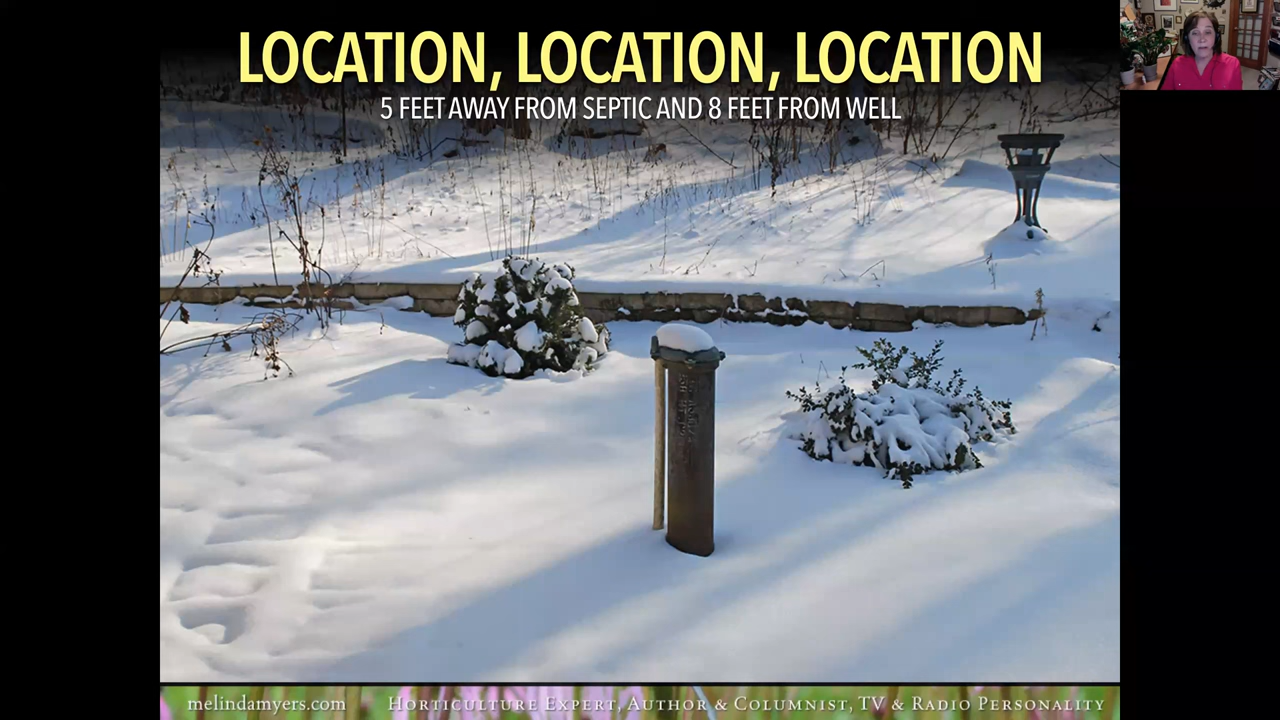 LOCATION, LOCATION, LOCATION
5 FEET AWAY FROM SEPTIC AND 8 FEET FROM WELL
melindamyers.com HORTICULTURE EXPERT, AUTHOR & COLUMNIST, TV & RADIO PERSONALITY